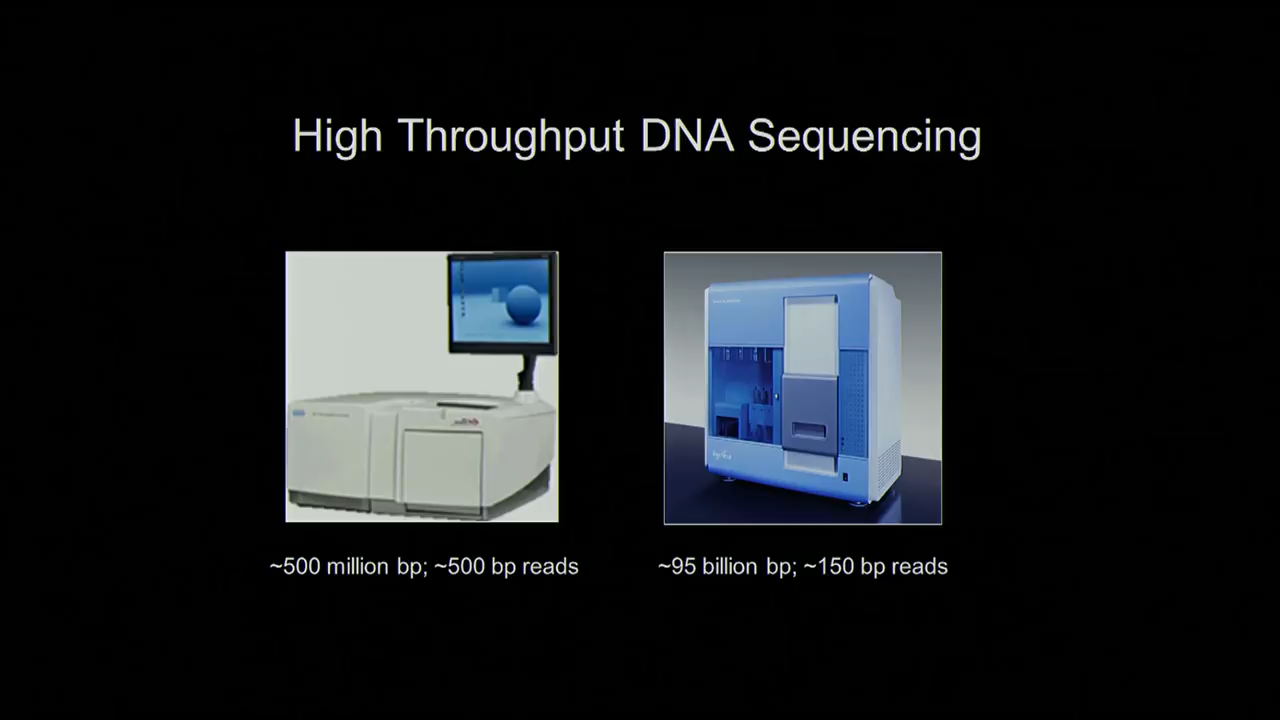 High Throughput DNA Sequencing
~500 million bp; ~500 bp reads
~95 billion bp; ~150 bp reads